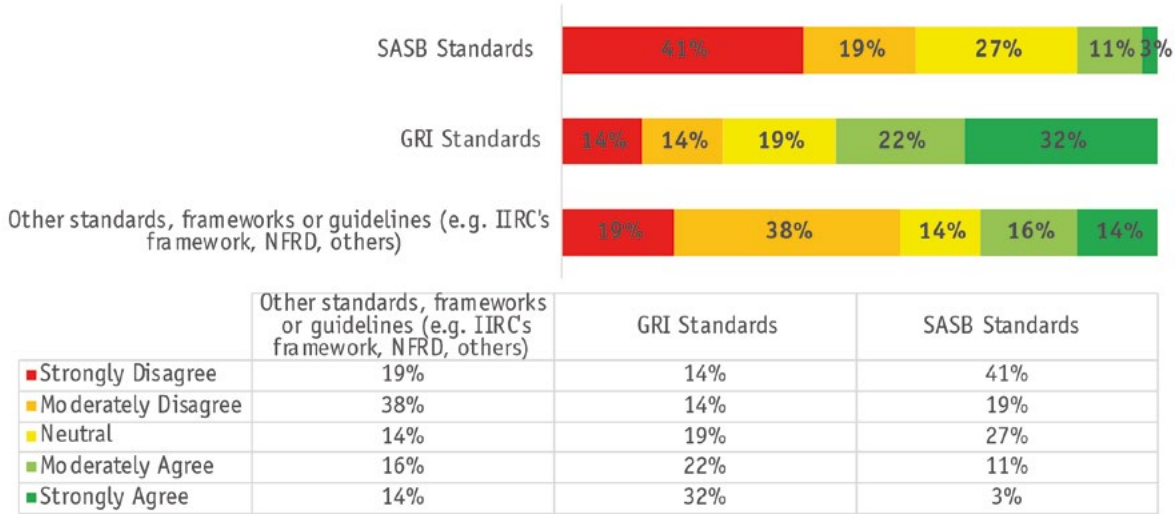 SASB Standards 41% 19% 27% 11% 3%
GRI Standards 14% 14% 19% 22% 32%
Other standards, frameworks or guidelines (e.g. IIRC's
framework, NFRD, others)
19% 38% 14% 16% 14%
Other standards, frameworks
or guidelines (e.g. IIRC's
framework, NFRD, others)
GRI Standards
SASB Standards
Strongly Disagree 19% 14% 41%
Moderately Disagree 38% 14% 19%
Neutral 14% 19% 27%
Moderately Agree 16% 22% 11%
Strongly Agree 14% 32% 3%